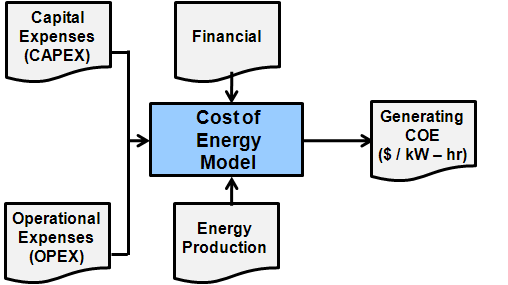 Capital
Expenses
(CAPEX)
Financial
Cost of
Energy
Model
Generating
COE
($ / kW – hr)
Operational
Expenses
(OPEX)
Energy
Production